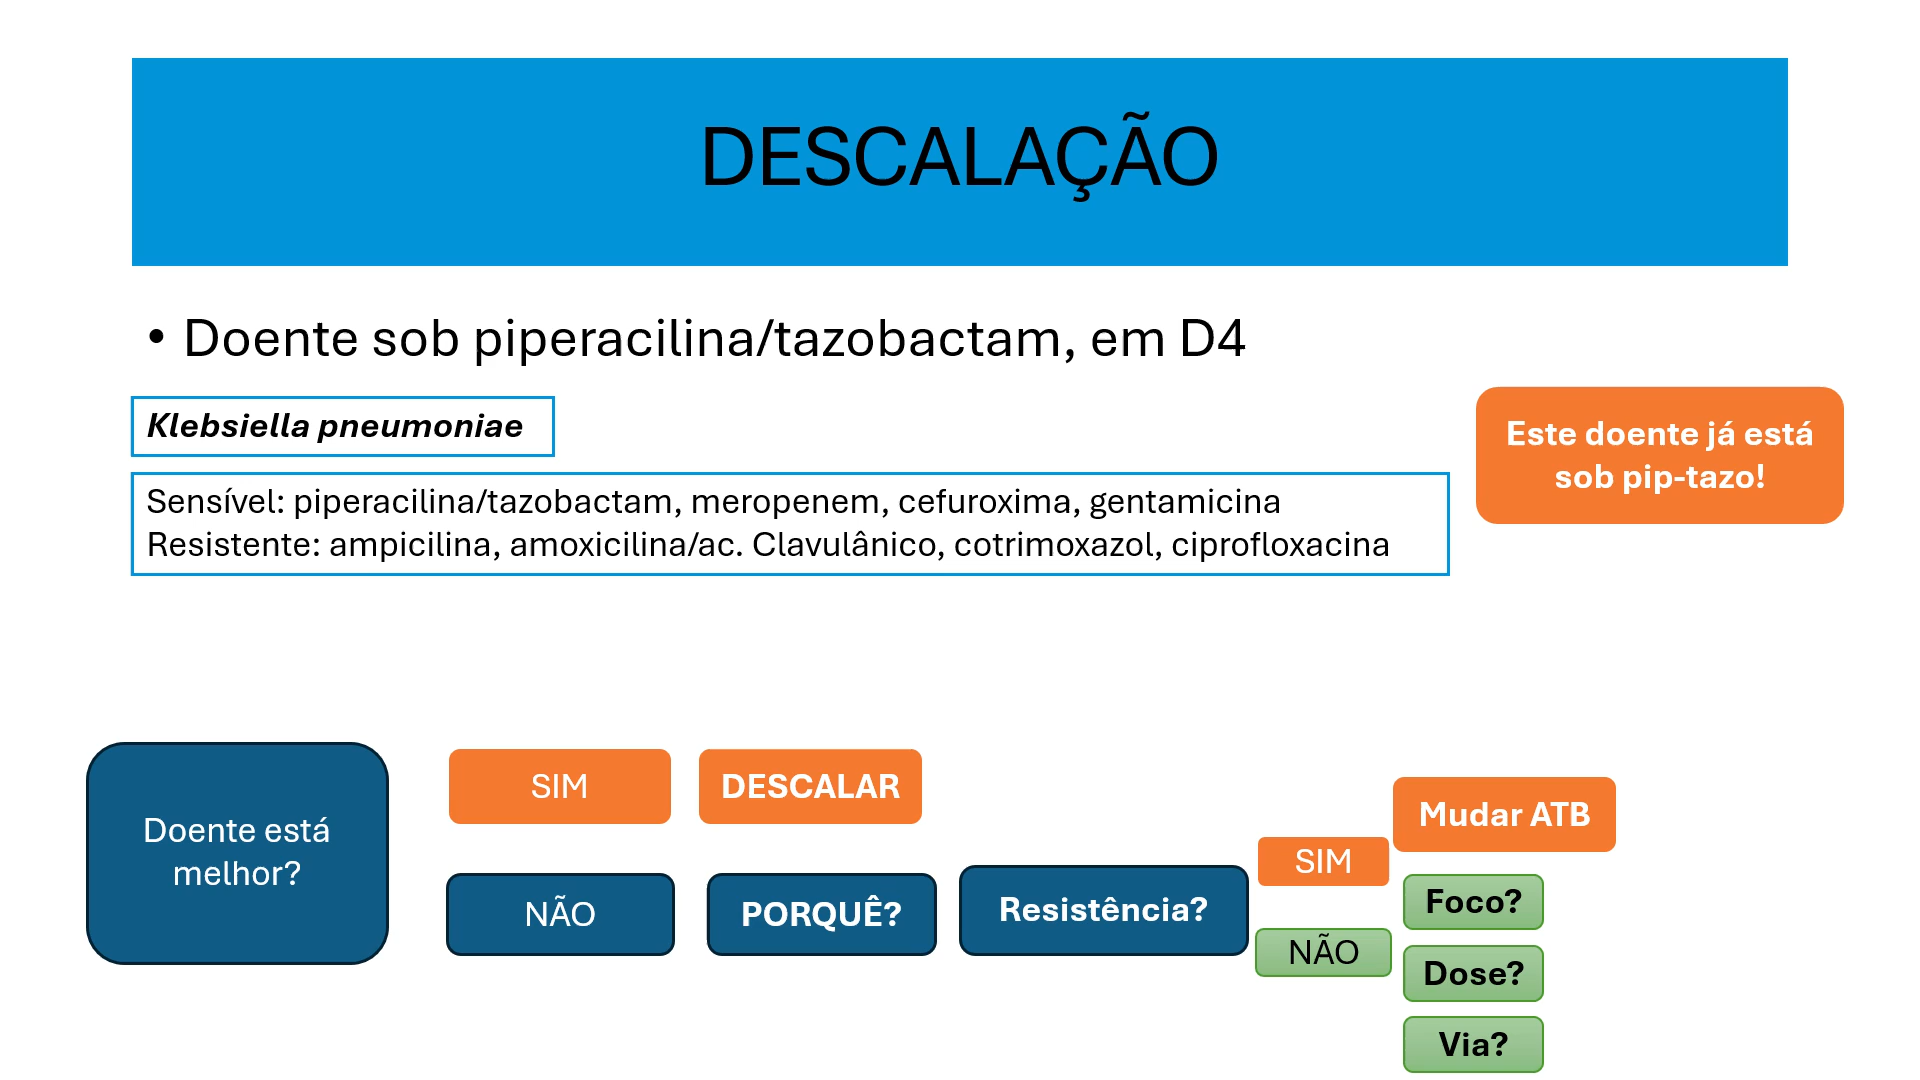 DESCALAÇÃO
• Doente sob piperacilina/tazobactam, em D4
Klebsiella pneumoniae
Este doente já está
sob pip-tazo!
Sensível: piperacilina/tazobactam, meropenem, cefuroxima, gentamicina
Resistente: ampicilina, amoxicilina/ac. Clavulânico, cotrimoxazol, ciprofloxacina
Doente está
melhor?
SIM
DESCALAR
NÃO
PORQUÊ?
Resistência?
SIM
Mudar ATB
NÃO
Foco?
Dose?
Via?